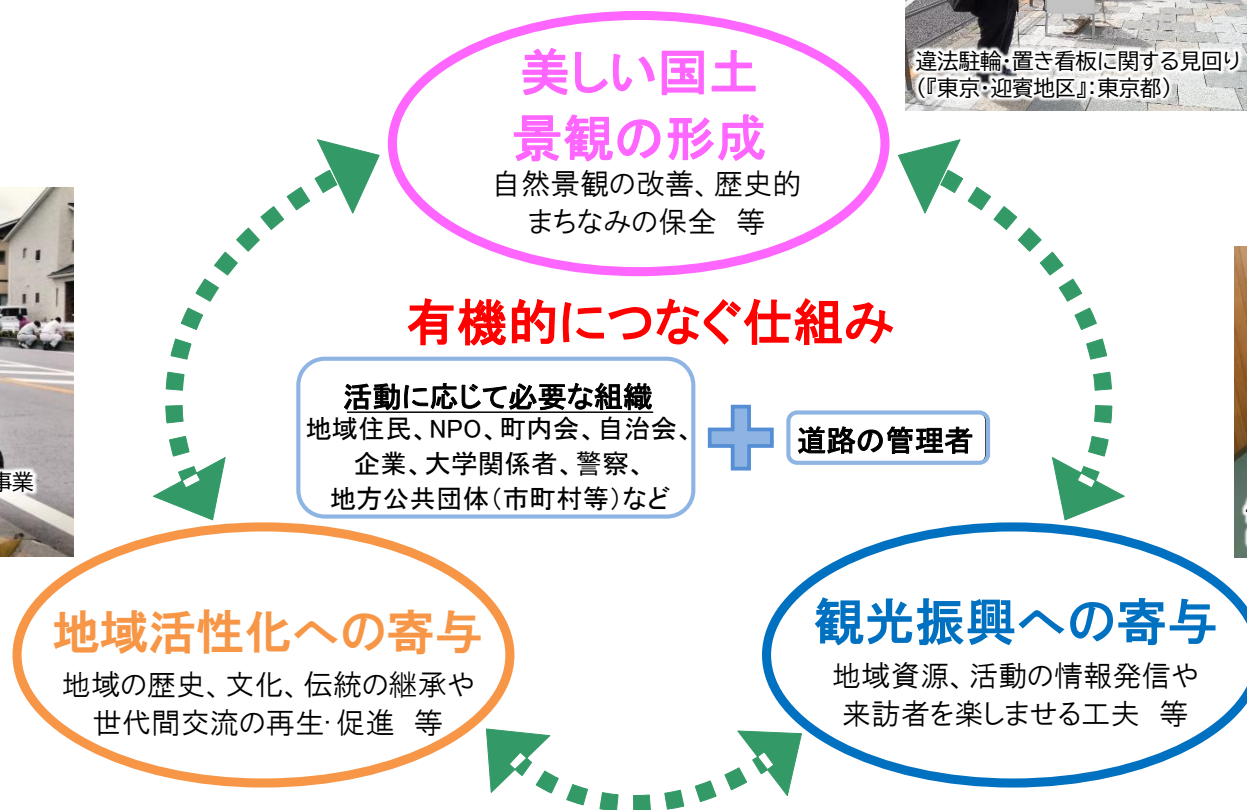 違法駐輪・置き看板に関する見回り
(『東京・迎賓地区』:東京都)
美しい国土
景観の形成
自然景観の改善、歴史的
まちなみの保全 等
有機的につなぐ仕組み
活動に応じて必要な組織
地域住民、NPO、町内会、自治会、
企業、大学関係者、警察、
地方公共団体(市町村等)など
道路の管理者
事業
地域活性化への寄与
地域の歴史、文化、伝統の継承や
世代間交流の再生・促進 等
観光振興への寄与
地域資源、活動の情報発信や
来訪者を楽しませる工夫 等